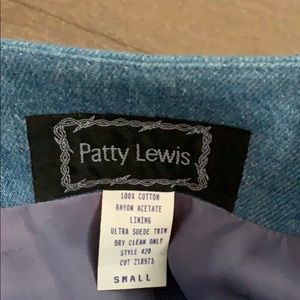 Patty Lewis
100% COTTON
RAYON ACETATE
LINING
ULTRA SUEDE TRIM
DRY CLEAN ONLY
STYLE 420
CUT 218973
SMALL